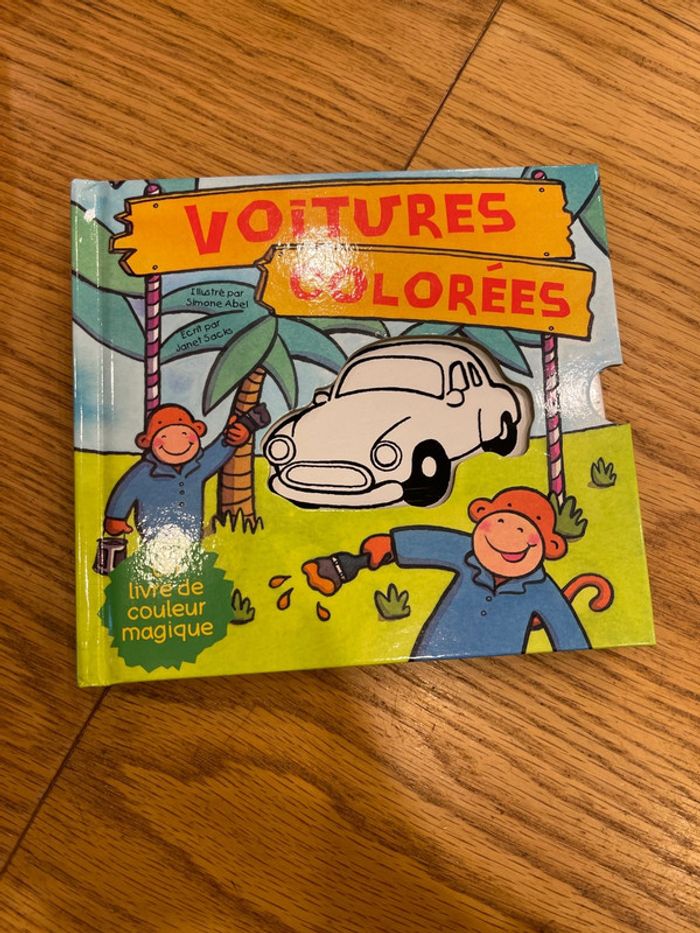 VOITURES
COLORÉES
Illustré par
Simone Abel
Écrit par
Janet Sacks
livre de
couleur
magique